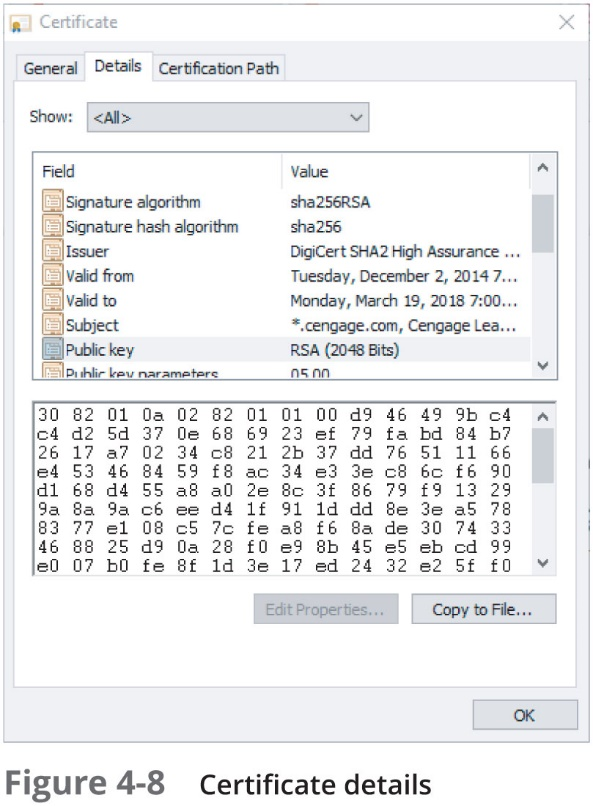 Certificate
General Details Certification Path
Show: <All>
Field Value
Signature algorithm sha256RSA
Signature hash algorithm sha256
Issuer DigiCert SHA2 High Assurance ...
Valid from Tuesday, December 2, 2014 7...
Valid to Monday, March 19, 2018 7:00...
Subject *.cengage.com, Cengage Lea...
Public key RSA (2048 Bits)
Public key parameters 05 00
30 82 01 0a 02 82 01 01 00 d9 46 49 9b c4
c4 d2 5d 37 0e 68 69 23 ef 79 fa bd 84 b7
26 17 a7 02 34 c8 21 2b 37 dd 76 51 11 66
e4 53 46 84 59 f8 ac 34 e3 3e c8 6c f6 90
d1 68 d4 55 a8 a0 2e 8c 3f 86 79 f9 13 29
9a 8a 9a c6 ee d4 1f 91 1d dd 8e 3e a5 78
83 77 e1 08 c5 7c fe a8 f6 8a de 30 74 33
46 88 25 d9 0a 28 f0 e9 8b 45 e5 eb cd 99
e0 07 b0 fe 8f 1d 3e 17 ed 24 32 e2 5f f0
Edit Properties... Copy to File...
OK
Figure 4-8 Certificate details